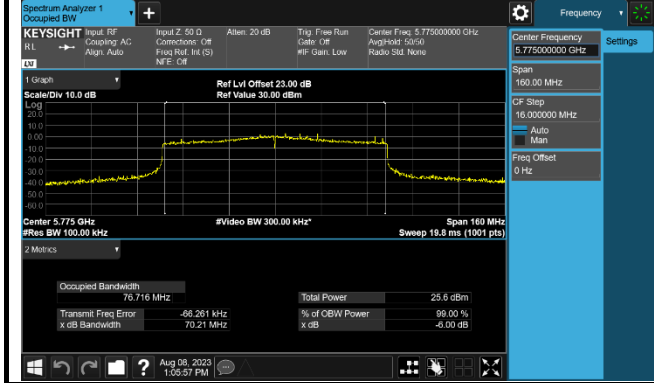 Spectrum Analyzer 1
Occupied BW
Frequency
KEYSIGHT
Input: RF
Input Z: 50 Ω
Atten: 20 dB
Trig: Free Run
Center Freq: 5.775000000 GHz
RL
Coupling: AC
Corrections: Off
Gate: Off
Avg|Hold: 50/50
Align: Auto
Freq Ref: Int (S)
#IF Gain: Low
Radio Std: None
NFE: Off
LXI
Center Frequency
5.775000000 GHz
Settings
Span
160.00 MHz
CF Step
16.000000 MHz
Auto
Man
Freq Offset
0 Hz
1 Graph
Ref Lvl Offset 23.00 dB
Scale/Div 10.0 dB
Ref Value 30.00 dBm
Log
20.0
10.0
0.00
-10.0
-20.0
-30.0
-40.0
-50.0
-60.0
Center 5.775 GHz
#Video BW 300.00 kHz*
Span 160 MHz
#Res BW 100.00 kHz
Sweep 19.8 ms (1001 pts)
2 Metrics
Occupied Bandwidth
76.716 MHz
Total Power
25.6 dBm
Transmit Freq Error
-66.261 kHz
% of OBW Power
99.00 %
x dB Bandwidth
70.21 MHz
x dB
-6.00 dB
?
Aug 08, 2023
1:05:57 PM